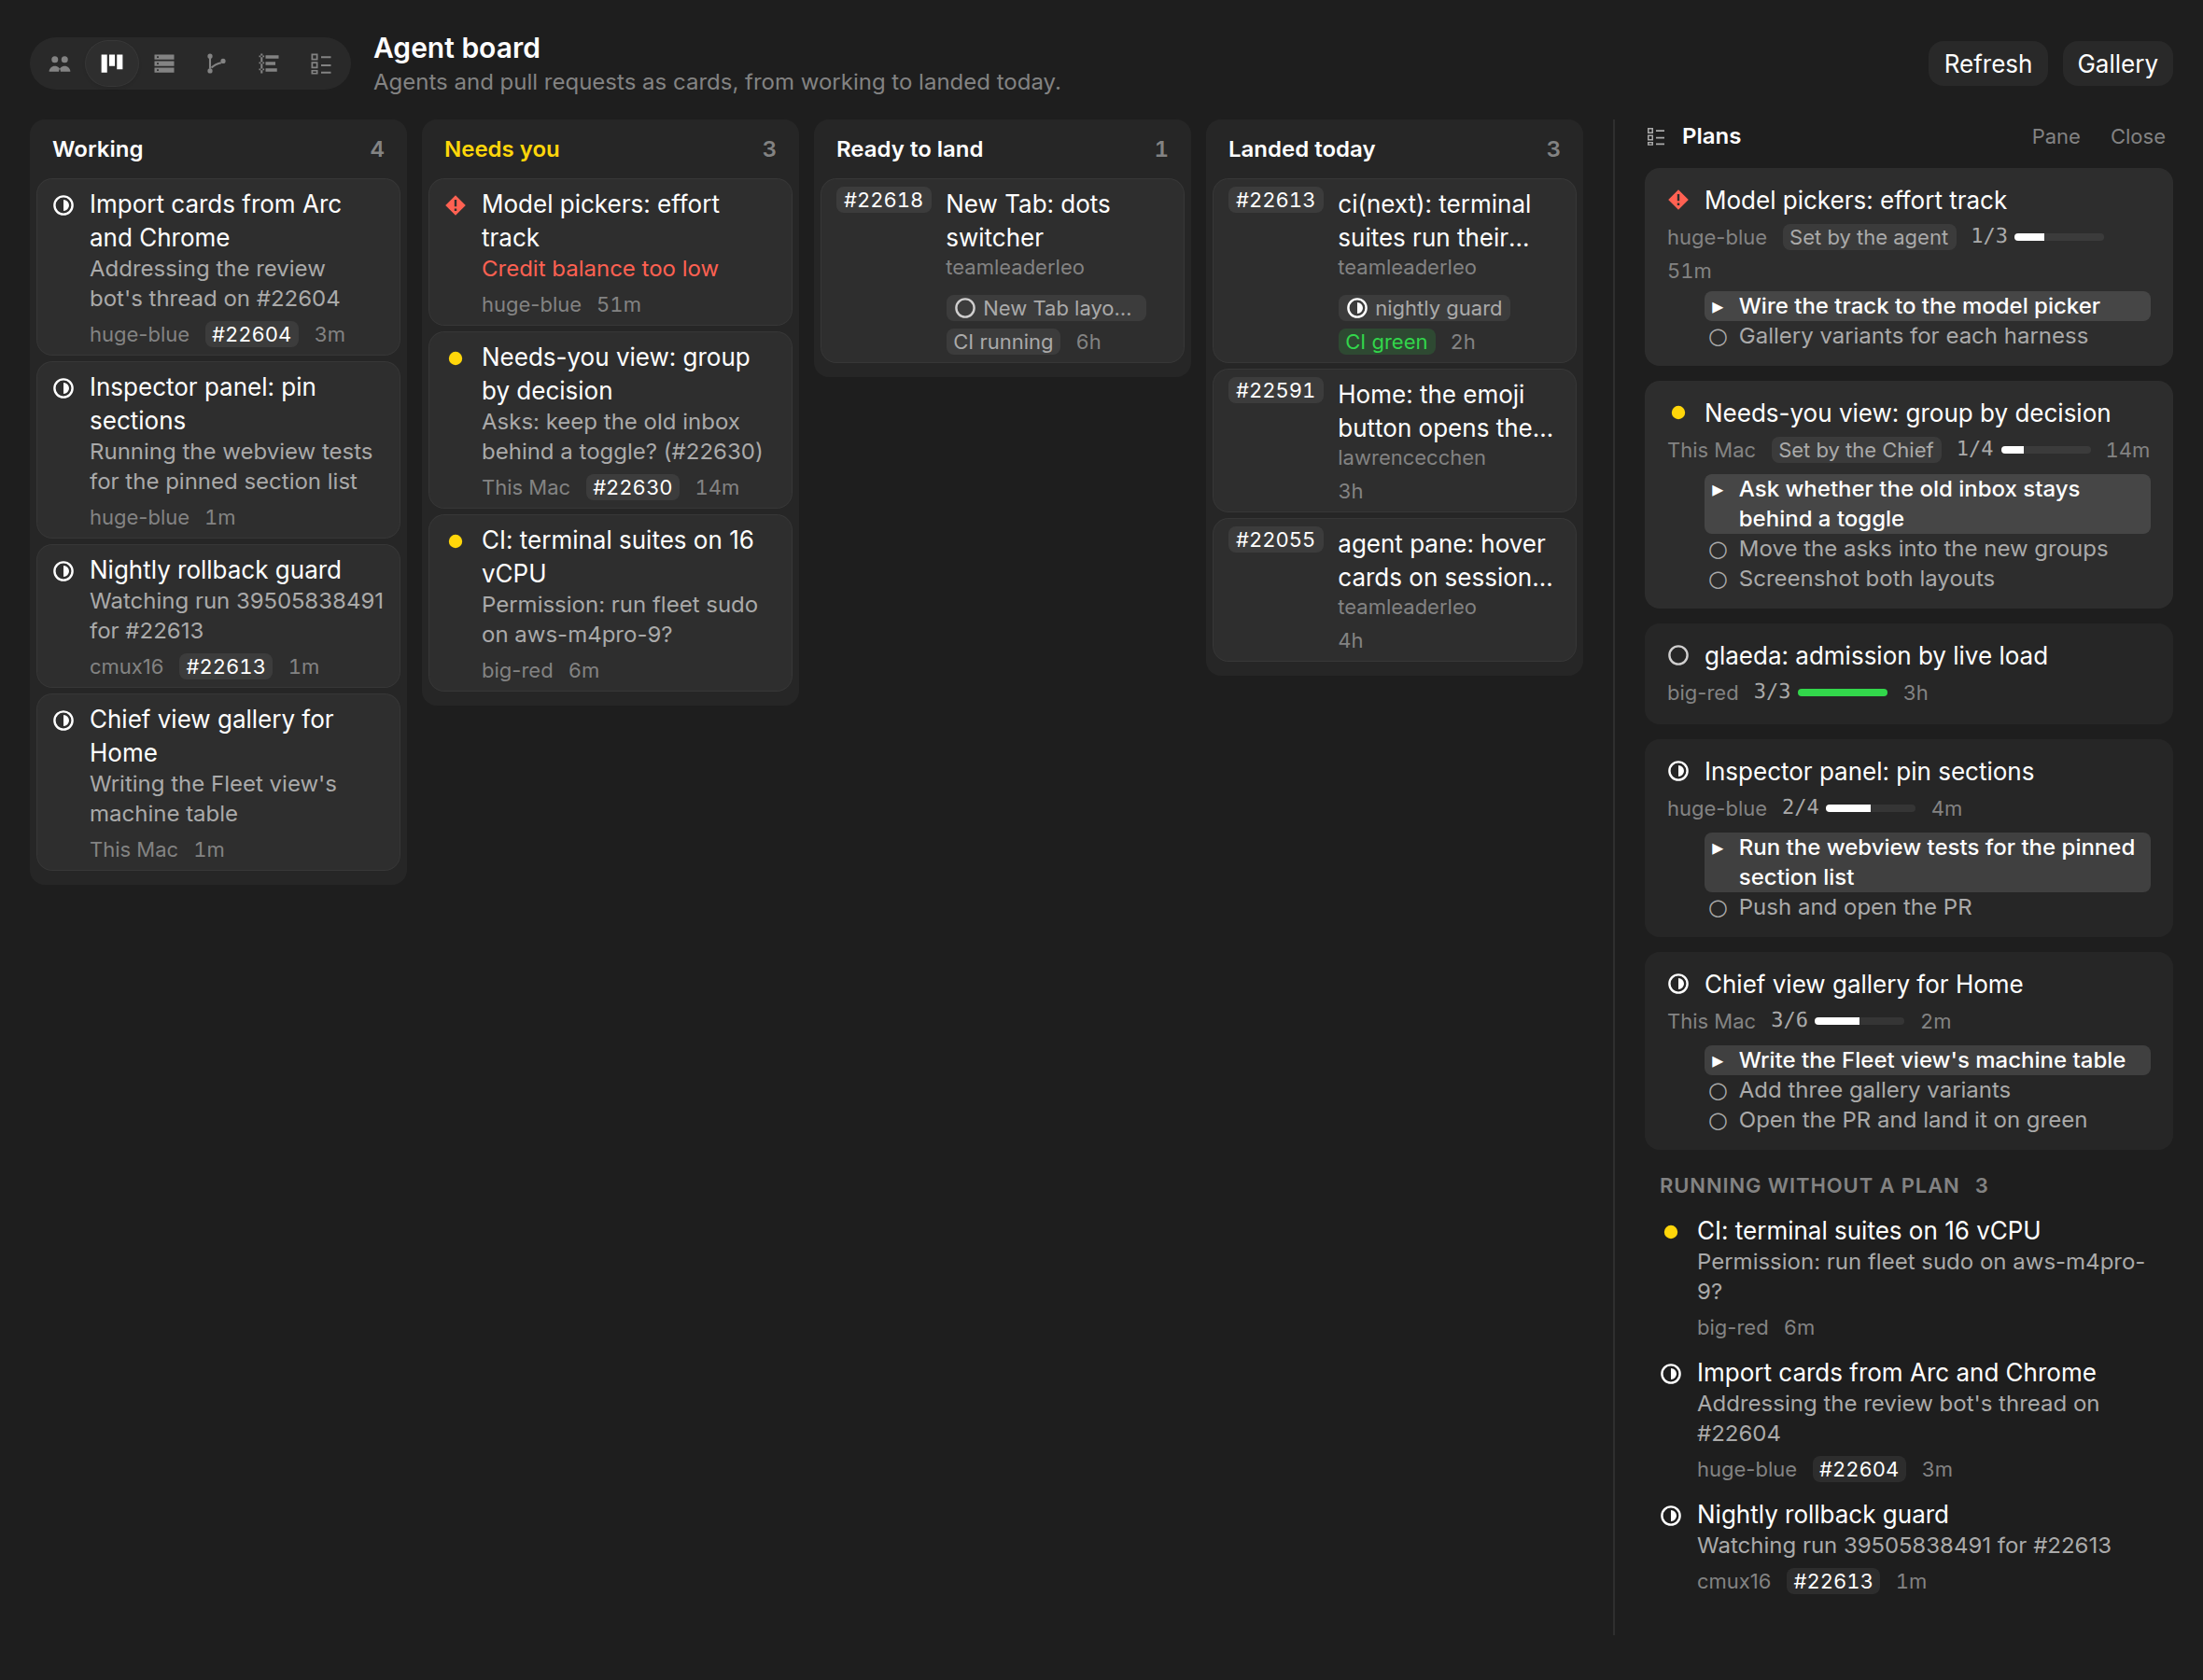 Agent board
Agents and pull requests as cards, from working to landed today.
Refresh
Gallery
Working 4
Import cards from Arc
and Chrome
Addressing the review
bot's thread on #22604
huge-blue #22604 3m
Inspector panel: pin
sections
Running the webview tests
for the pinned section list
huge-blue 1m
Nightly rollback guard
Watching run 39505838491
for #22613
cmux16 #22613 1m
Chief view gallery for
Home
Writing the Fleet view's
machine table
This Mac 1m
Needs you 3
Model pickers: effort
track
Credit balance too low
huge-blue 51m
Needs-you view: group
by decision
Asks: keep the old inbox
behind a toggle? (#22630)
This Mac #22630 14m
CI: terminal suites on 16
vCPU
Permission: run fleet sudo
on aws-m4pro-9?
big-red 6m
Ready to land 1
#22618 New Tab: dots
switcher
teamleaderleo
New Tab layo...
CI running 6h
Landed today 3
#22613 ci(next): terminal
suites run their...
teamleaderleo
nightly guard
CI green 2h
#22591 Home: the emoji
button opens the...
lawrencecchen
3h
#22055 agent pane: hover
cards on session...
teamleaderleo
4h
Plans Pane Close
Model pickers: effort track
huge-blue Set by the agent 1/3
51m
Wire the track to the model picker
Gallery variants for each harness
Needs-you view: group by decision
This Mac Set by the Chief 1/4 14m
Ask whether the old inbox stays
behind a toggle
Move the asks into the new groups
Screenshot both layouts
glaeda: admission by live load
big-red 3/3 3h
Inspector panel: pin sections
huge-blue 2/4 4m
Run the webview tests for the pinned
section list
Push and open the PR
Chief view gallery for Home
This Mac 3/6 2m
Write the Fleet view's machine table
Add three gallery variants
Open the PR and land it on green
RUNNING WITHOUT A PLAN 3
CI: terminal suites on 16 vCPU
Permission: run fleet sudo on aws-m4pro-
9?
big-red 6m
Import cards from Arc and Chrome
Addressing the review bot's thread on
#22604
huge-blue #22604 3m
Nightly rollback guard
Watching run 39505838491 for #22613
cmux16 #22613 1m